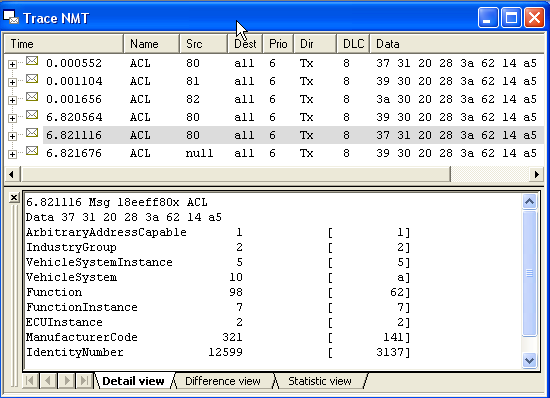 Trace NMT
Time Name Src Dest Prio Dir DLC Data
0.000552 ACL 80 all 6 Tx 8 37 31 20 28 3a 62 14 a5
0.001104 ACL 81 all 6 Tx 8 39 30 20 28 3a 62 14 a5
0.001656 ACL 82 all 6 Tx 8 3a 30 20 28 3a 62 14 a5
6.820564 ACL 80 all 6 Tx 8 39 30 20 28 3a 62 14 a5
6.821116 ACL 80 all 6 Tx 8 37 31 20 28 3a 62 14 a5
6.821676 ACL null all 6 Tx 8 39 30 20 28 3a 62 14 a5
6.821116 Msg 18eeff80x ACL
Data 37 31 20 28 3a 62 14 a5
ArbitraryAddressCapable 1 [ 1]
IndustryGroup 2 [ 2]
VehicleSystemInstance 5 [ 5]
VehicleSystem 10 [ a]
Function 98 [ 62]
FunctionInstance 7 [ 7]
ECUInstance 2 [ 2]
ManufacturerCode 321 [ 141]
IdentityNumber 12599 [ 3137]
Detail view Difference view Statistic view